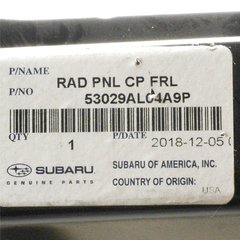 P/NAME RAD PNL CP FRL
P/NO 53029AL04A9P
QTY P/DATE
1 2018-12-05
SUBARU SUBARU OF AMERICA, INC.
GENUINE PARTS COUNTRY OF ORIGIN:
USA